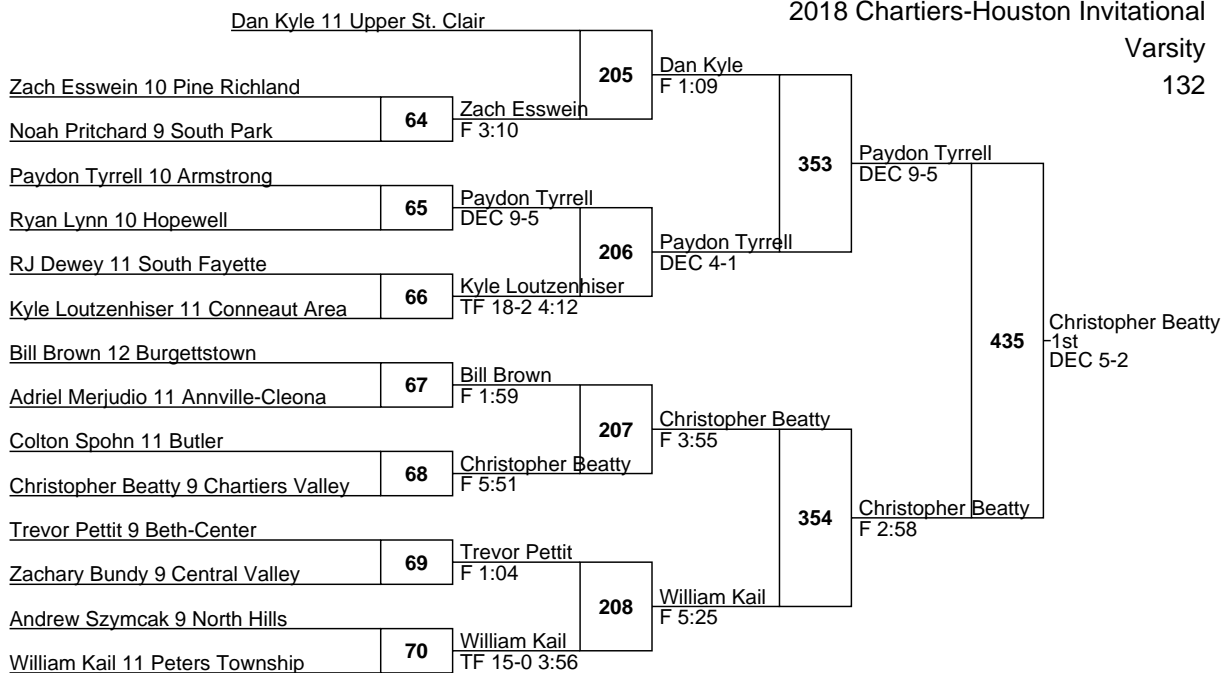 2018 Chartiers-Houston Invitational
Varsity
132
Dan Kyle 11 Upper St. Clair
Zach Esswein 10 Pine Richland
Noah Pritchard 9 South Park
Paydon Tyrrell 10 Armstrong
Ryan Lynn 10 Hopewell
RJ Dewey 11 South Fayette
Kyle Loutzenhiser 11 Conneaut Area
Bill Brown 12 Burgettstown
Adriel Merjudio 11 Annville-Cleona
Colton Spohn 11 Butler
Christopher Beatty 9 Chartiers Valley
Trevor Pettit 9 Beth-Center
Zachary Bundy 9 Central Valley
Andrew Szymcak 9 North Hills
William Kail 11 Peters Township
64
65
66
67
68
69
70
Zach Esswein
F 3:10
Paydon Tyrrell
DEC 9-5
Kyle Loutzenhiser
TF 18-2 4:12
Bill Brown
F 1:59
Christopher Beatty
F 5:51
Trevor Pettit
F 1:04
William Kail
TF 15-0 3:56
205
206
207
208
Dan Kyle
F 1:09
Paydon Tyrrell
DEC 4-1
Christopher Beatty
F 3:55
William Kail
F 5:25
353
354
Paydon Tyrrell
DEC 9-5
Christopher Beatty
F 2:58
435
Christopher Beatty
1st
DEC 5-2